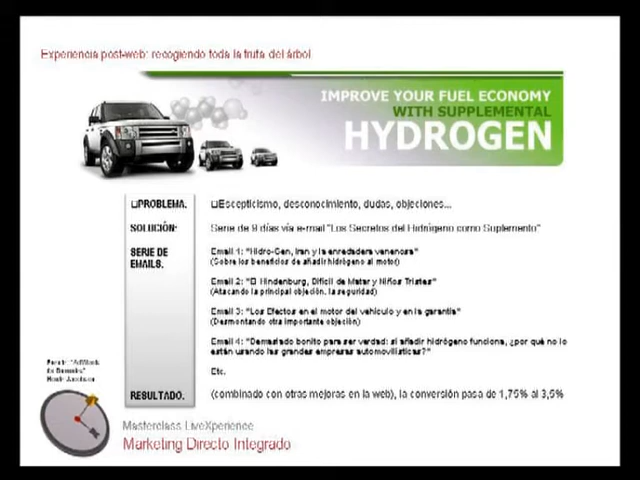 Experiencia post-web: recogiendo toda la fruta del árbol
IMPROVE YOUR FUEL ECONOMY
WITH SUPPLEMENTAL
HYDROGEN
❑PROBLEMA.
❑Escepticismo, desconocimiento, dudas, objeciones...
SOLUCIÓN:
Serie de 9 días vía e-mail "Los Secretos del Hidrógeno como Suplemento"
SERIE DE
EMAILS.
Email 1: "Hidro-Gen, Iran y la enredadera venenosa"
(Sobre los beneficios de añadir hidrógeno al motor)
Email 2: "El Hindenburg, Difícil de Matar y Niños Tristes"
(Atacando la principal objeción, la seguridad)
Email 3: "Los Efectos en el motor del vehículo y en la garantía"
(Desmontando otra importante objeción)
Email 4: "Demasiado bonito para ser verdad: si añadir hidrógeno funciona, ¿por qué no lo
están usando las grandes empresas automovilísticas?"
Etc.
RESULTADO.
(combinado con otras mejoras en la web), la conversión pasa de 1,75% al 3,5%
Masterclass LiveXperience
Marketing Directo Integrado